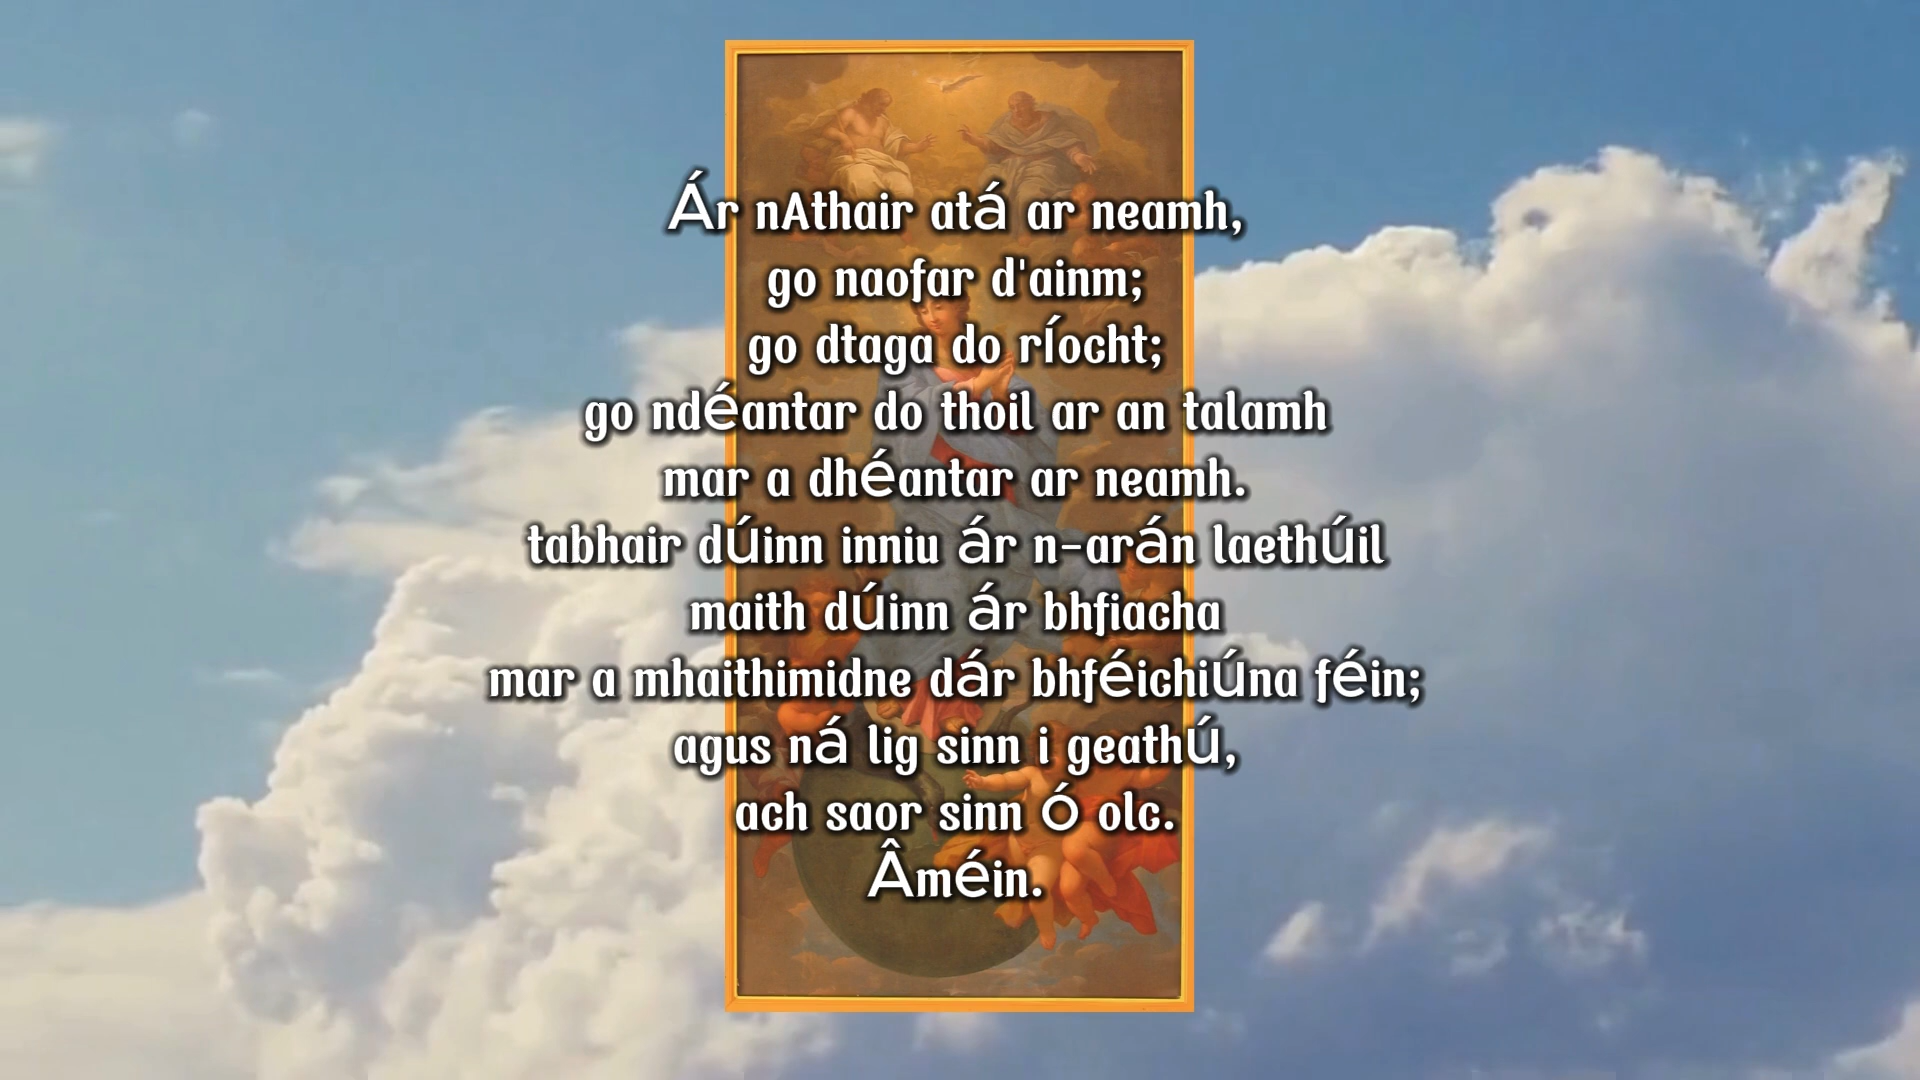 Ár nAthair atá ar neamh,
go naofar d'ainm;
go dtaga do ríocht;
go ndéantar do thoil ar an talamh
mar a dhéantar ar neamh.
tabhair dúinn inniu ár n-arán laethúil
maith dúinn ár bhfiacha
mar a mhaithimidne dár bhféichiúna féin;
agus ná lig sinn i geathú,
ach saor sinn ó olc.
Âméin.